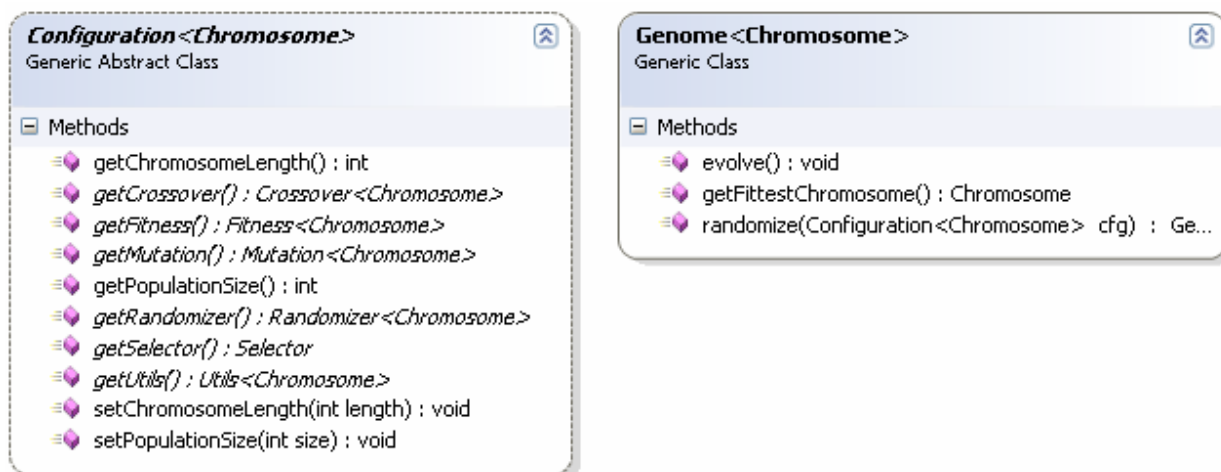 Configuration<Chromosome>
Generic Abstract Class
Methods
getChromosomeLength() : int
getCrossover() : Crossover<Chromosome>
getFitness() : Fitness<Chromosome>
getMutation() : Mutation<Chromosome>
getPopulationSize() : int
getRandomizer() : Randomizer<Chromosome>
getSelector() : Selector
getUtils() : Utils<Chromosome>
setChromosomeLength(int length) : void
setPopulationSize(int size) : void
Genome<Chromosome>
Generic Class
Methods
evolve() : void
getFittestChromosome() : Chromosome
randomize(Configuration<Chromosome> cfg) : Ge...